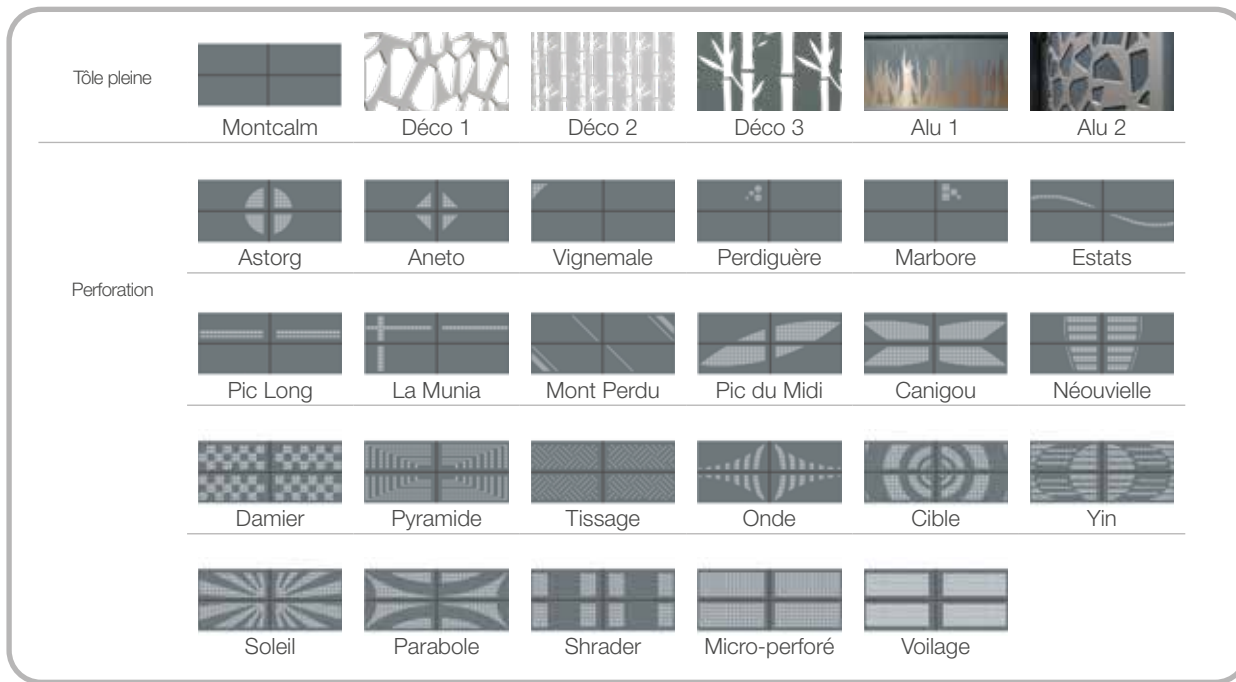 Tôle pleine
Montcalm Déco 1 Déco 2 Déco 3 Alu 1 Alu 2
Astorg Aneto Vignemale Perdiguère Marbore Estats
Perforation
Pic Long La Munia Mont Perdu Pic du Midi Canigou Néouvielle
Damier Pyramide Tissage Onde Cible Yin
Soleil Parabole Shrader Micro-perforé Voilage